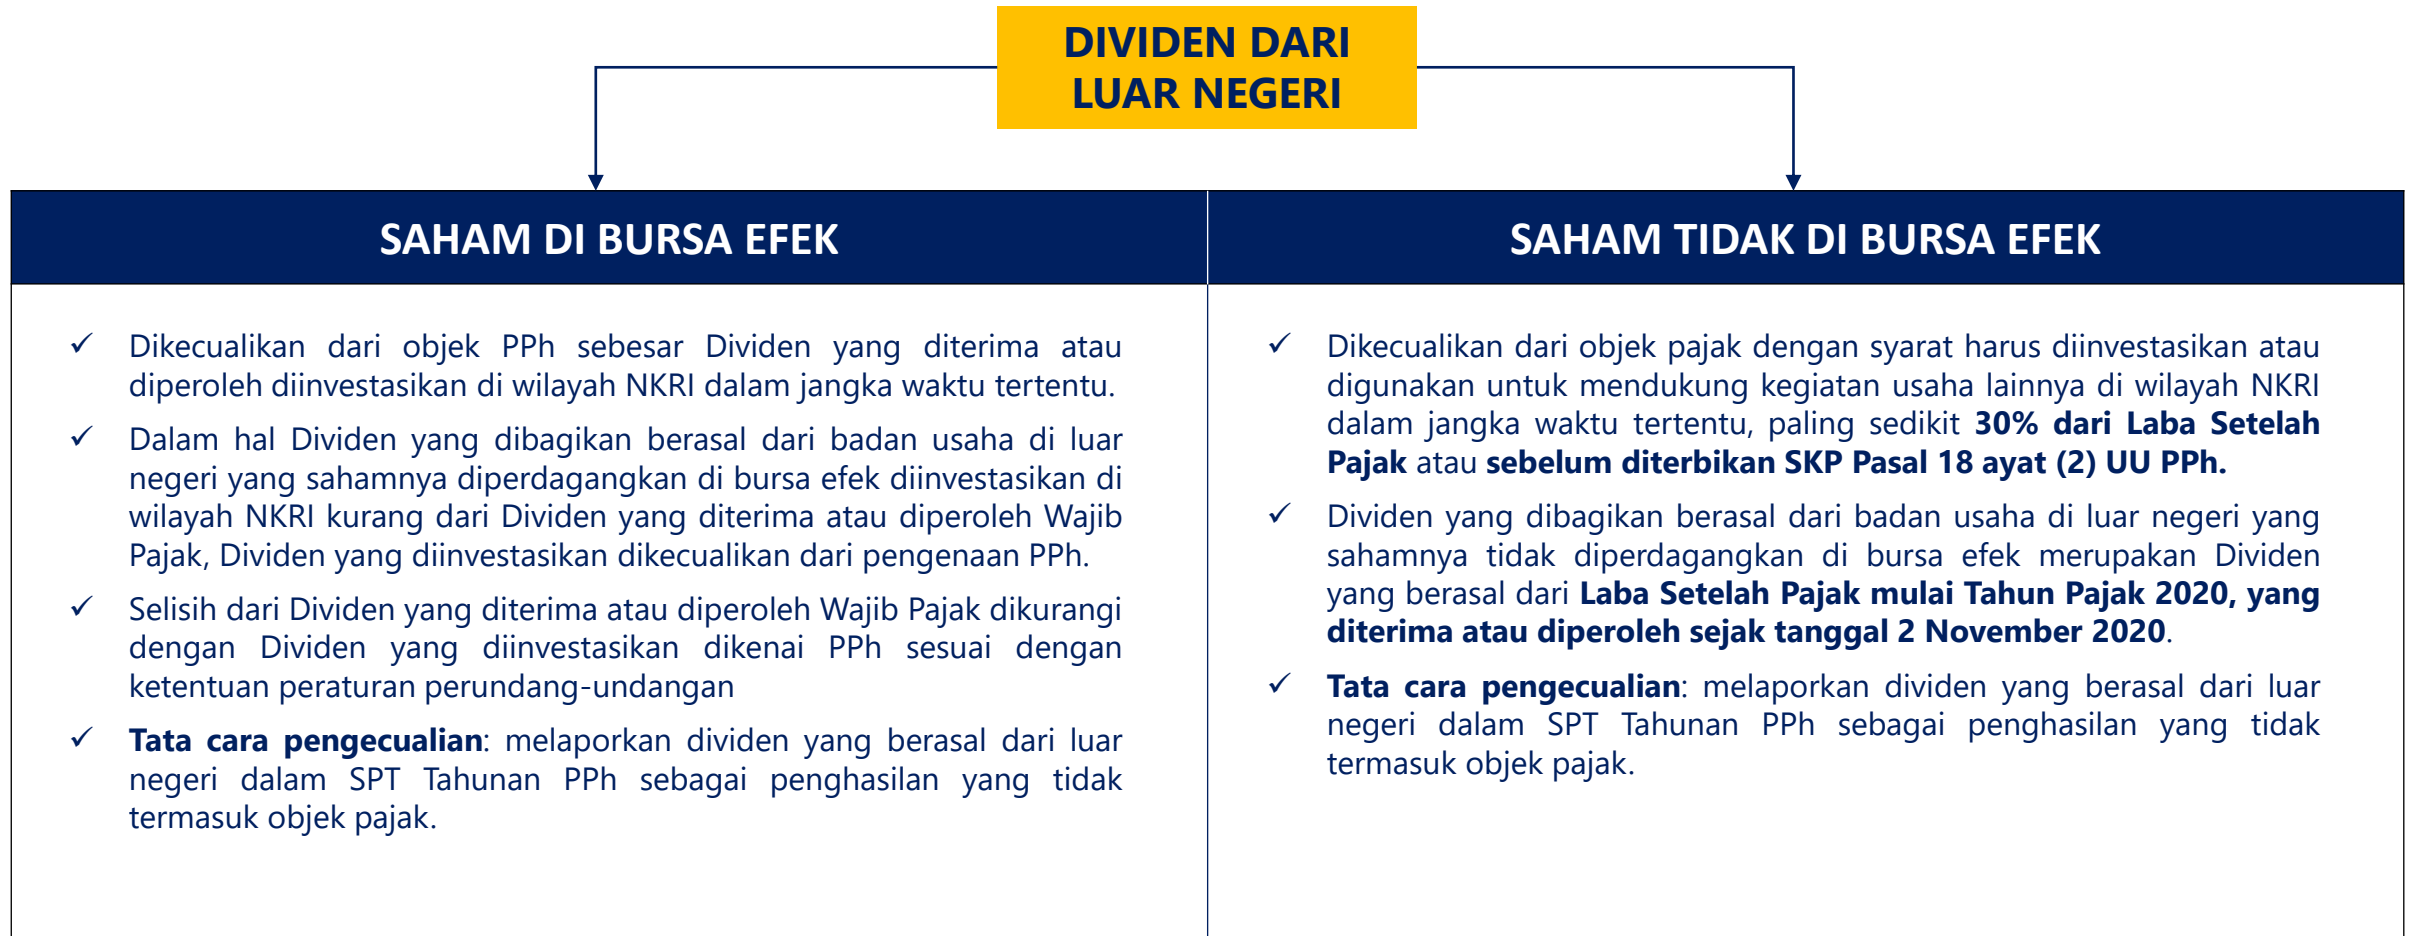 DIVIDEN DARI
LUAR NEGERI
SAHAM DI BURSA EFEK
✓ Dikecualikan dari objek PPh sebesar Dividen yang diterima atau
diperoleh diinvestasikan di wilayah NKRI dalam jangka waktu tertentu.
✓ Dalam hal Dividen yang dibagikan berasal dari badan usaha di luar
negeri yang sahamnya diperdagangkan di bursa efek diinvestasikan di
wilayah NKRI kurang dari Dividen yang diterima atau diperoleh Wajib
Pajak, Dividen yang diinvestasikan dikecualikan dari pengenaan PPh.
✓ Selisih dari Dividen yang diterima atau diperoleh Wajib Pajak dikurangi
dengan Dividen yang diinvestasikan dikenai PPh sesuai dengan
ketentuan peraturan perundang-undangan
✓ Tata cara pengecualian: melaporkan dividen yang berasal dari luar
negeri dalam SPT Tahunan PPh sebagai penghasilan yang tidak
termasuk objek pajak.
SAHAM TIDAK DI BURSA EFEK
✓ Dikecualikan dari objek pajak dengan syarat harus diinvestasikan atau
digunakan untuk mendukung kegiatan usaha lainnya di wilayah NKRI
dalam jangka waktu tertentu, paling sedikit 30% dari Laba Setelah
Pajak atau sebelum diterbikan SKP Pasal 18 ayat (2) UU PPh.
✓ Dividen yang dibagikan berasal dari badan usaha di luar negeri yang
sahamnya tidak diperdagangkan di bursa efek merupakan Dividen
yang berasal dari Laba Setelah Pajak mulai Tahun Pajak 2020, yang
diterima atau diperoleh sejak tanggal 2 November 2020.
✓ Tata cara pengecualian: melaporkan dividen yang berasal dari luar
negeri dalam SPT Tahunan PPh sebagai penghasilan yang tidak
termasuk objek pajak.